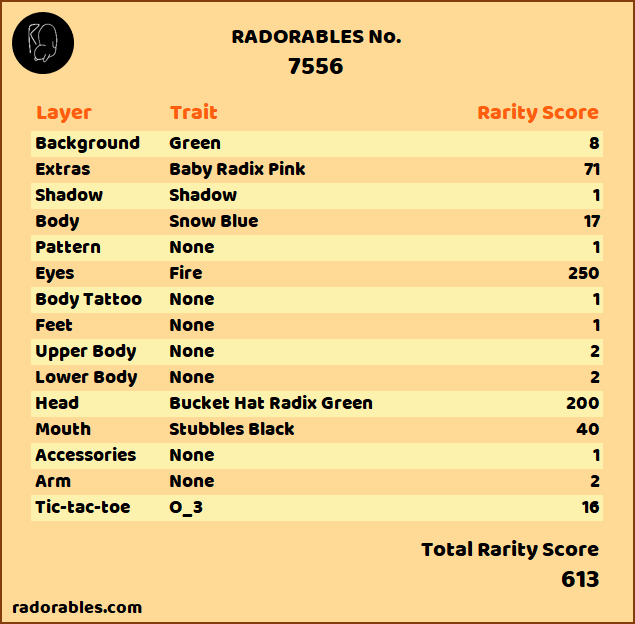 RADORABLES No.
7556
Layer Trait Rarity Score
Background Green 8
Extras Baby Radix Pink 71
Shadow Shadow 1
Body Snow Blue 17
Pattern None 1
Eyes Fire 250
Body Tattoo None 1
Feet None 1
Upper Body None 2
Lower Body None 2
Head Bucket Hat Radix Green 200
Mouth Stubbles Black 40
Accessories None 1
Arm None 2
Tic-tac-toe O_3 16
Total Rarity Score
613
radorables.com